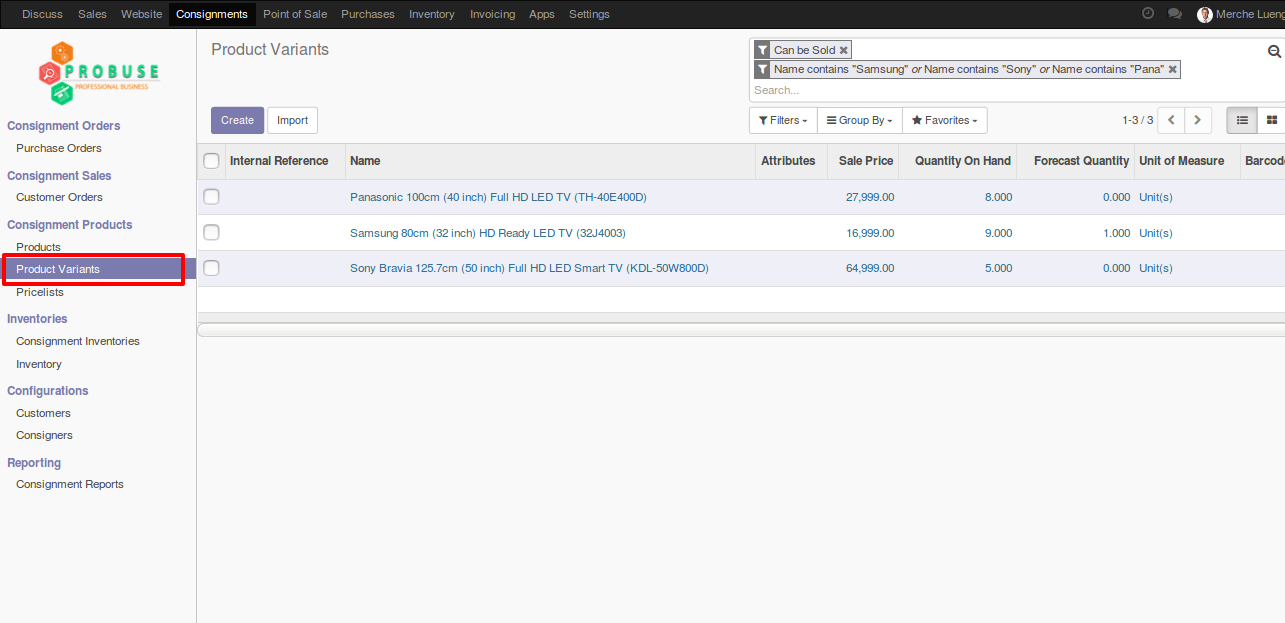 Discuss Sales Website Consignments Point of Sale Purchases Inventory Invoicing Apps Settings Merche Lueng
PROBUSE
PROFESSIONAL BUSINESS
Consignment Orders
Purchase Orders
Consignment Sales
Customer Orders
Consignment Products
Products
Product Variants
Pricelists
Inventories
Consignment Inventories
Inventory
Configurations
Customers
Consigners
Reporting
Consignment Reports
Product Variants
Can be Sold
Name contains "Samsung" or Name contains "Sony" or Name contains "Pana"
Search...
Create Import Filters Group By Favorites 1-3 / 3
Internal Reference Name Attributes Sale Price Quantity On Hand Forecast Quantity Unit of Measure Barcode
Panasonic 100cm (40 inch) Full HD LED TV (TH-40E400D) 27,999.00 8.000 0.000 Unit(s)
Samsung 80cm (32 inch) HD Ready LED TV (32J4003) 16,999.00 9.000 1.000 Unit(s)
Sony Bravia 125.7cm (50 inch) Full HD LED Smart TV (KDL-50W800D) 64,999.00 5.000 0.000 Unit(s)